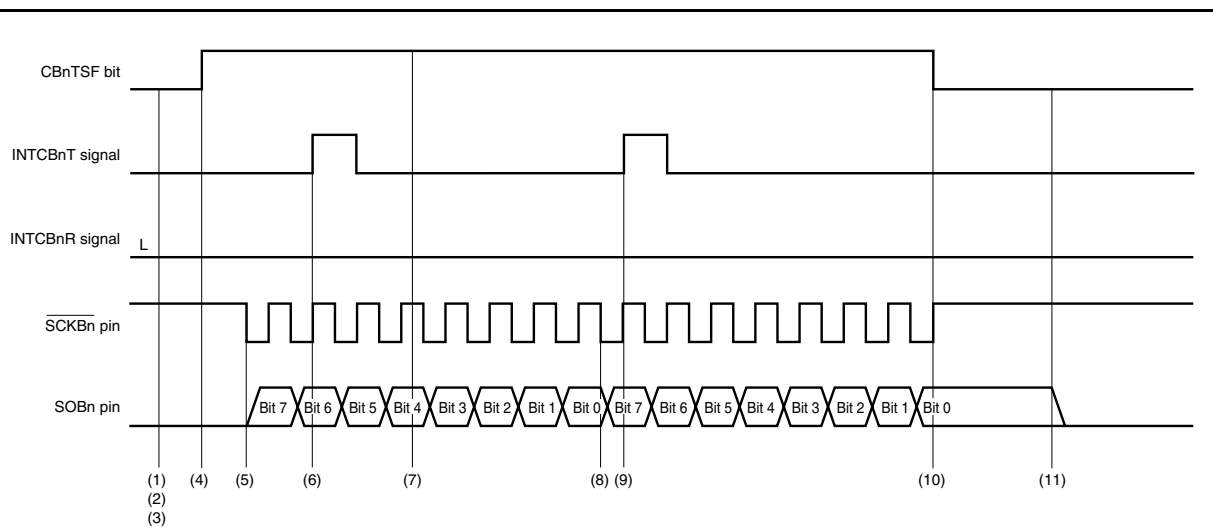 CBnTSF bit
INTCBnT signal
INTCBnR signal L
SCKBn pin
SOBn pin Bit 7 Bit 6 Bit 5 Bit 4 Bit 3 Bit 2 Bit 1 Bit 0 Bit 7 Bit 6 Bit 5 Bit 4 Bit 3 Bit 2 Bit 1 Bit 0
(1) (4) (5) (6) (7) (8) (9) (10) (11)
(2)
(3)